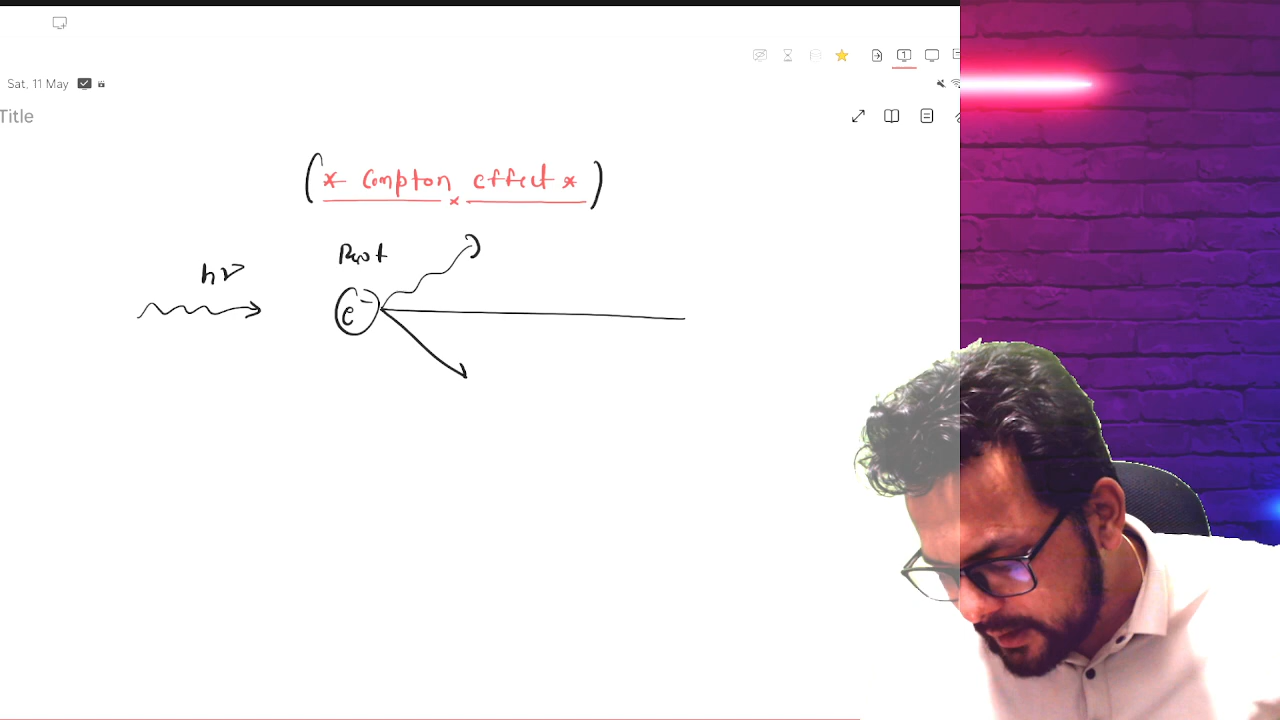 Sat, 11 May
Title
(* Compton effect *)
hν
Rest
e⁻